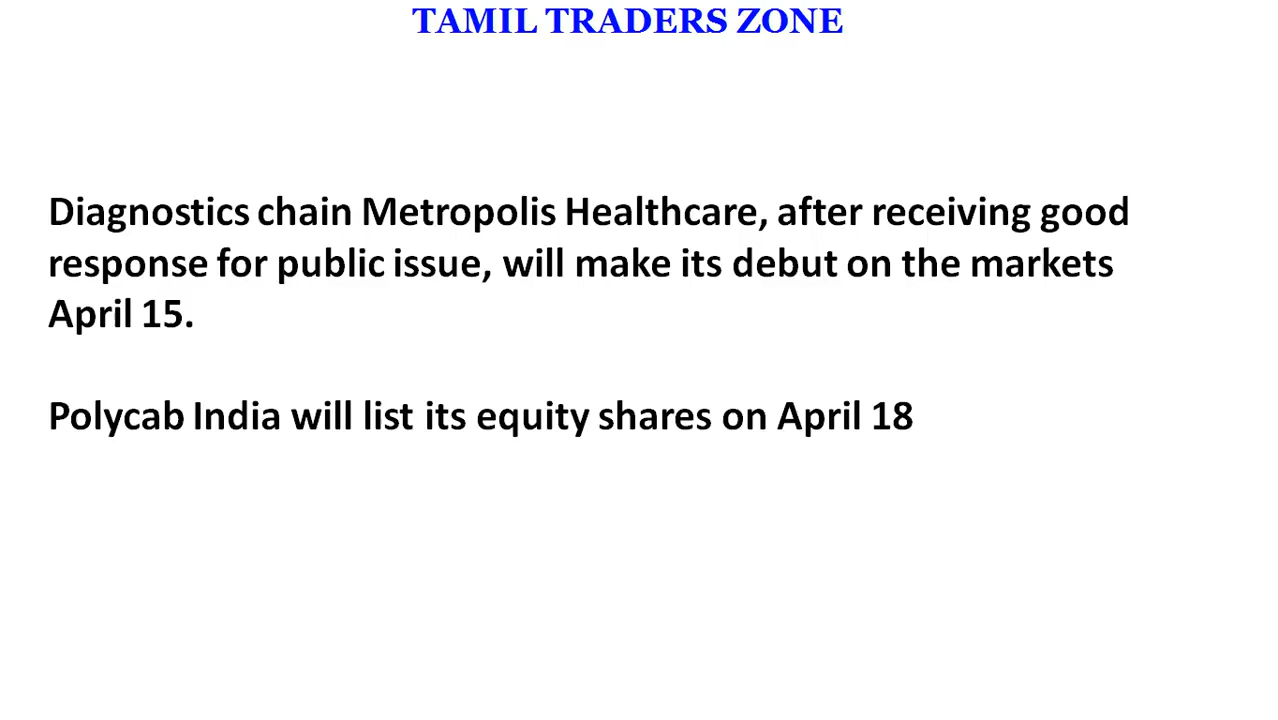 TAMIL TRADERS ZONE
Diagnostics chain Metropolis Healthcare, after receiving good
response for public issue, will make its debut on the markets
April 15.
Polycab India will list its equity shares on April 18